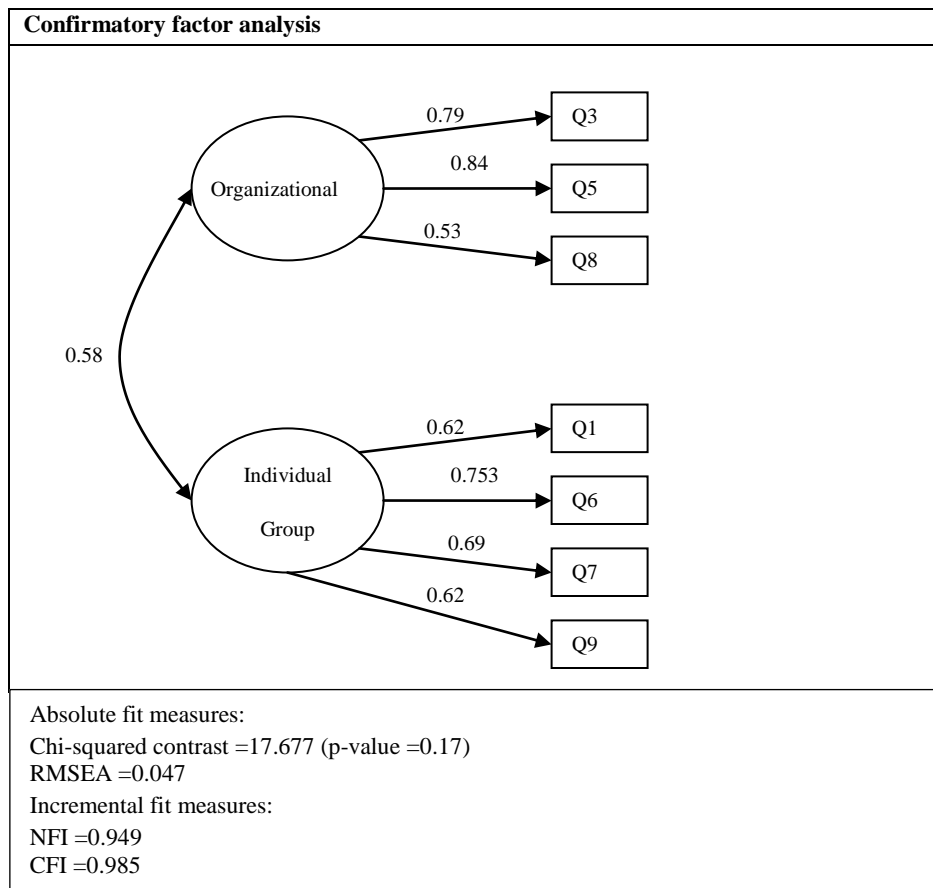 Confirmatory factor analysis
0.79
Q3
0.84
Organizational
Q5
0.53
Q8
0.58
0.62
Q1
Individual
Group
0.753
Q6
0.69
Q7
0.62
Q9
Absolute fit measures:
Chi-squared contrast =17.677 (p-value =0.17)
RMSEA =0.047
Incremental fit measures:
NFI =0.949
CFI =0.985